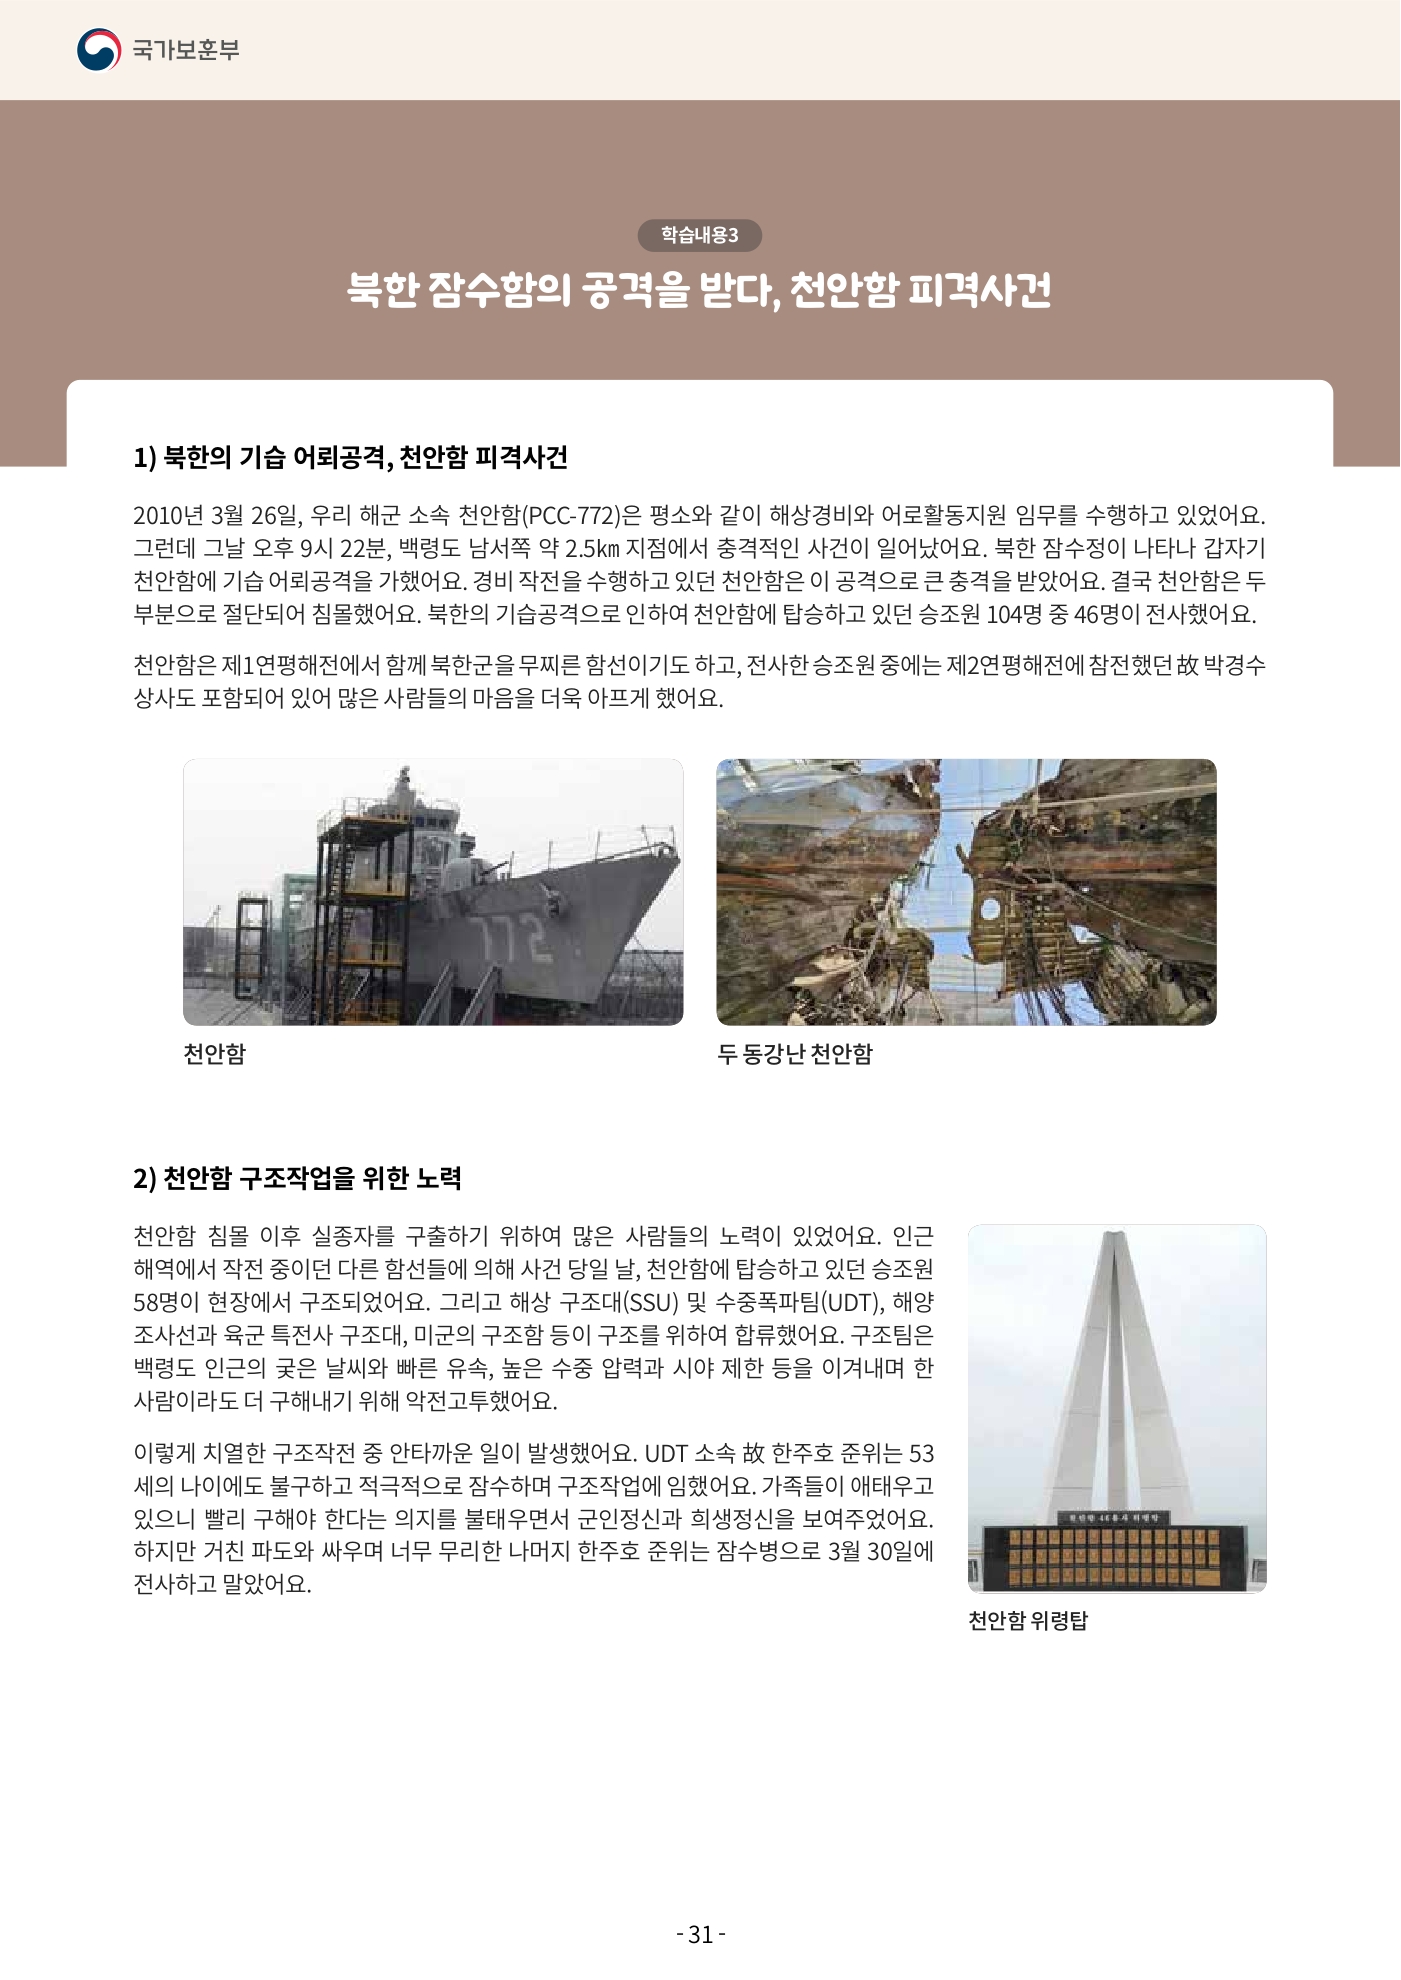 국가보훈부
학습내용3
북한 잠수함의 공격을 받다, 천안함 피격사건
1) 북한의 기습 어뢰공격, 천안함 피격사건
2010년 3월 26일, 우리 해군 소속 천안함(PCC-772)은 평소와 같이 해상경비와 어로활동지원 임무를 수행하고 있었어요.
그런데 그날 오후 9시 22분, 백령도 남서쪽 약 2.5㎞ 지점에서 충격적인 사건이 일어났어요. 북한 잠수정이 나타나 갑자기
천안함에 기습 어뢰공격을 가했어요. 경비 작전을 수행하고 있던 천안함은 이 공격으로 큰 충격을 받았어요. 결국 천안함은 두
부분으로 절단되어 침몰했어요. 북한의 기습공격으로 인하여 천안함에 탑승하고 있던 승조원 104명 중 46명이 전사했어요.
천안함은 제1연평해전에서 함께 북한군을 무찌른 함선이기도 하고, 전사한 승조원 중에는 제2연평해전에 참전했던 故 박경수
상사도 포함되어 있어 많은 사람들의 마음을 더욱 아프게 했어요.
772
천안함
두 동강난 천안함
2) 천안함 구조작업을 위한 노력
천안함 침몰 이후 실종자를 구출하기 위하여 많은 사람들의 노력이 있었어요. 인근
해역에서 작전 중이던 다른 함선들에 의해 사건 당일 날, 천안함에 탑승하고 있던 승조원
58명이 현장에서 구조되었어요. 그리고 해상 구조대(SSU) 및 수중폭파팀(UDT), 해양
조사선과 육군 특전사 구조대, 미군의 구조함 등이 구조를 위하여 합류했어요. 구조팀은
백령도 인근의 궂은 날씨와 빠른 유속, 높은 수중 압력과 시야 제한 등을 이겨내며 한
사람이라도 더 구해내기 위해 악전고투했어요.
이렇게 치열한 구조작전 중 안타까운 일이 발생했어요. UDT 소속 故 한주호 준위는 53
세의 나이에도 불구하고 적극적으로 잠수하며 구조작업에 임했어요. 가족들이 애태우고
있으니 빨리 구해야 한다는 의지를 불태우면서 군인정신과 희생정신을 보여주었어요.
하지만 거친 파도와 싸우며 너무 무리한 나머지 한주호 준위는 잠수병으로 3월 30일에
전사하고 말았어요.
천안함 46용사 위령탑
천안함 위령탑
- 31 -